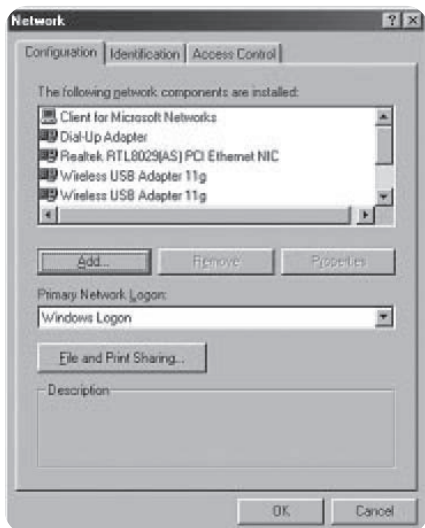 Network
Configuration Identification Access Control
The following network components are installed:
Client for Microsoft Networks
Dial-Up Adapter
Realtek RTL8029(AS) PCI Ethernet NIC
Wireless USB Adapter 11g
Wireless USB Adapter 11g
Add... Remove Properties
Primary Network Logon:
Windows Logon
File and Print Sharing...
Description
OK Cancel